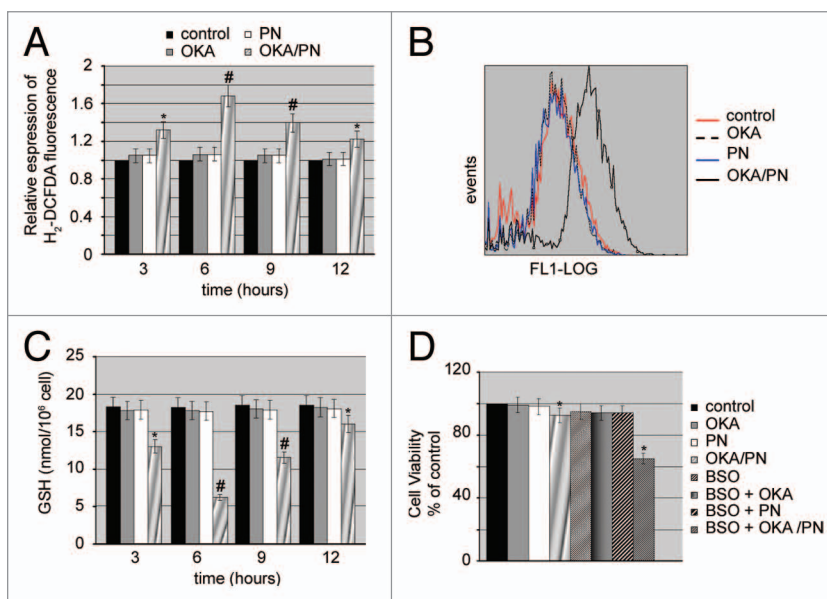 A
control PN
OKA OKA/PN
Relative espression of
H2-DCFDA fluorescence
2
1.6
1.2
0.8
0.4
0
* # # *
3 6 9 12
time (hours)
B
events
FL1-LOG
control
OKA
PN
OKA/PN
C
GSH (nmol/10⁶ cell)
25
20
15
10
5
0
* # # *
3 6 9 12
time (hours)
D
Cell Viability
% of control
120
80
40
0
* *
control
OKA
PN
OKA/PN
BSO
BSO + OKA
BSO + PN
BSO + OKA /PN